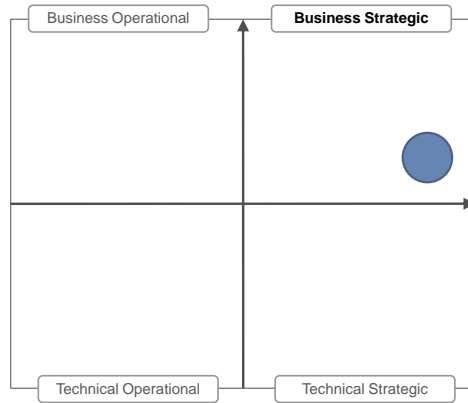 Business Operational
Business Strategic
Technical Operational
Technical Strategic